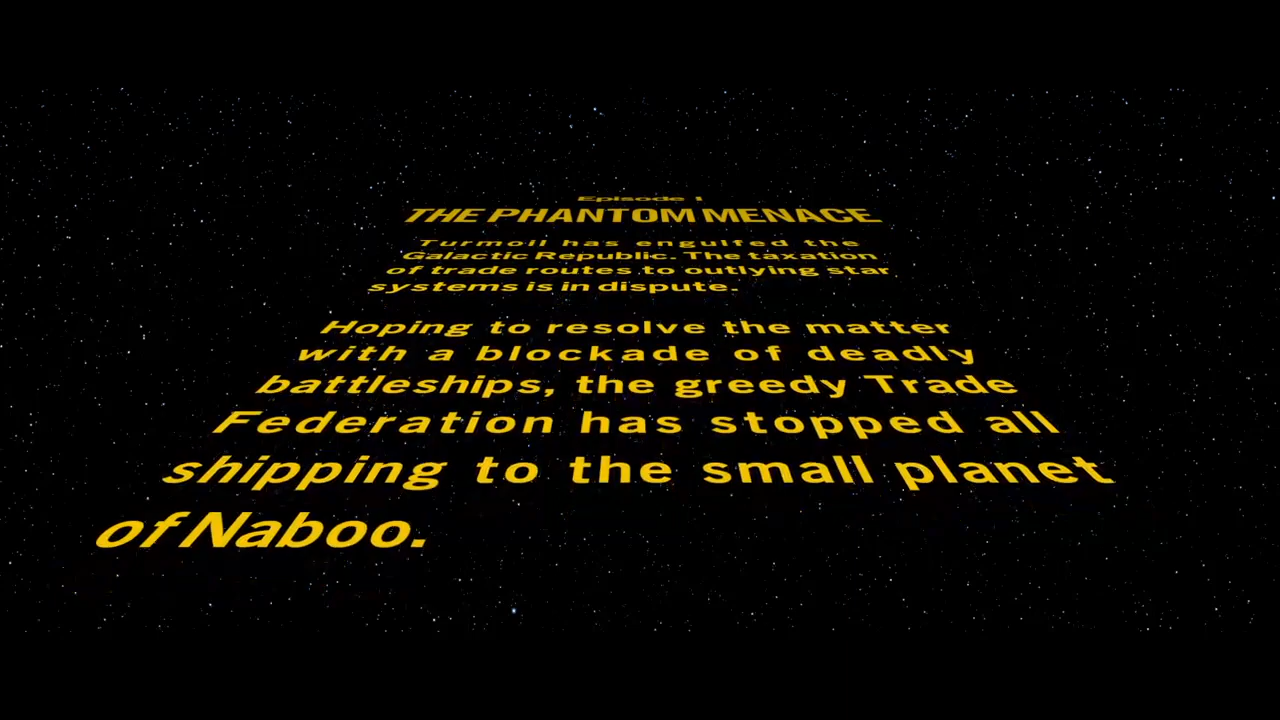 Episode I
THE PHANTOM MENACE
Turmoil has engulfed the
Galactic Republic. The taxation
of trade routes to outlying star
systems is in dispute.
Hoping to resolve the matter
with a blockade of deadly
battleships, the greedy Trade
Federation has stopped all
shipping to the small planet
of Naboo.